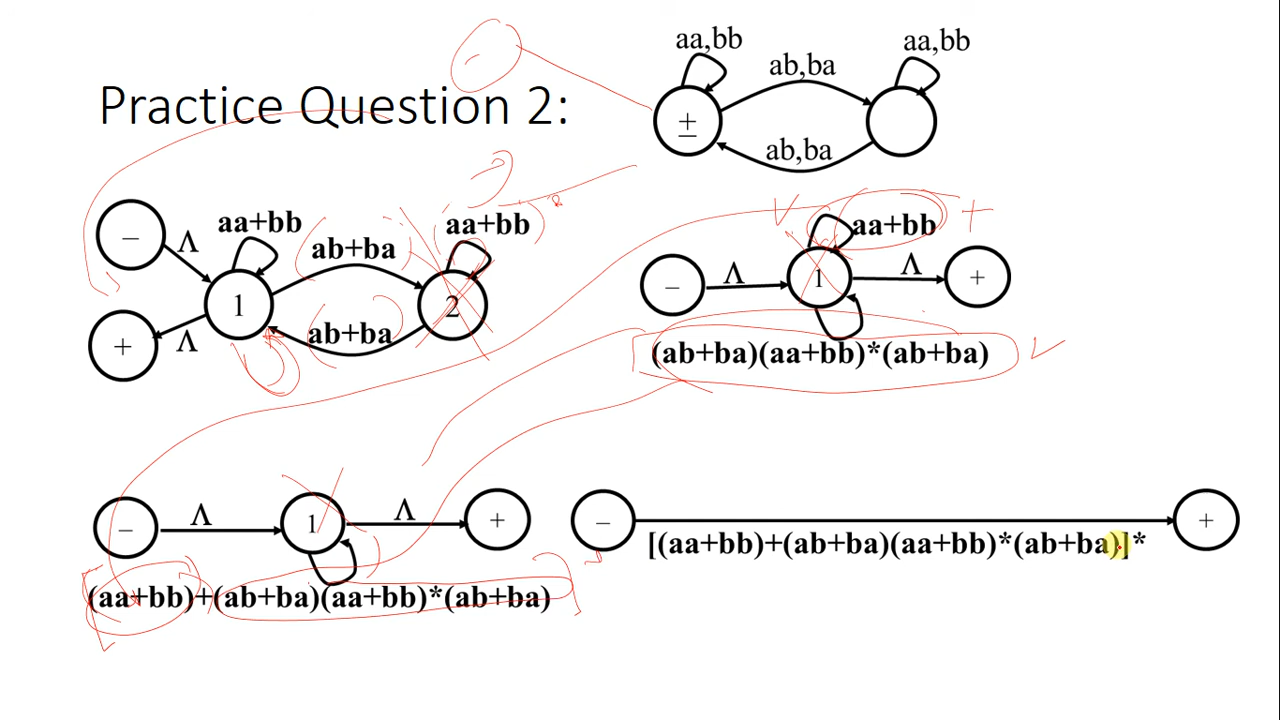 Practice Question 2:
aa,bb
aa,bb
ab,ba
±
ab,ba
–
Λ
aa+bb
ab+ba
aa+bb
1
2
ab+ba
+
Λ
aa+bb
–
Λ
1
Λ
+
(ab+ba)(aa+bb)*(ab+ba)
–
Λ
1
Λ
+
(aa+bb)+(ab+ba)(aa+bb)*(ab+ba)
–
+
[(aa+bb)+(ab+ba)(aa+bb)*(ab+ba)]*